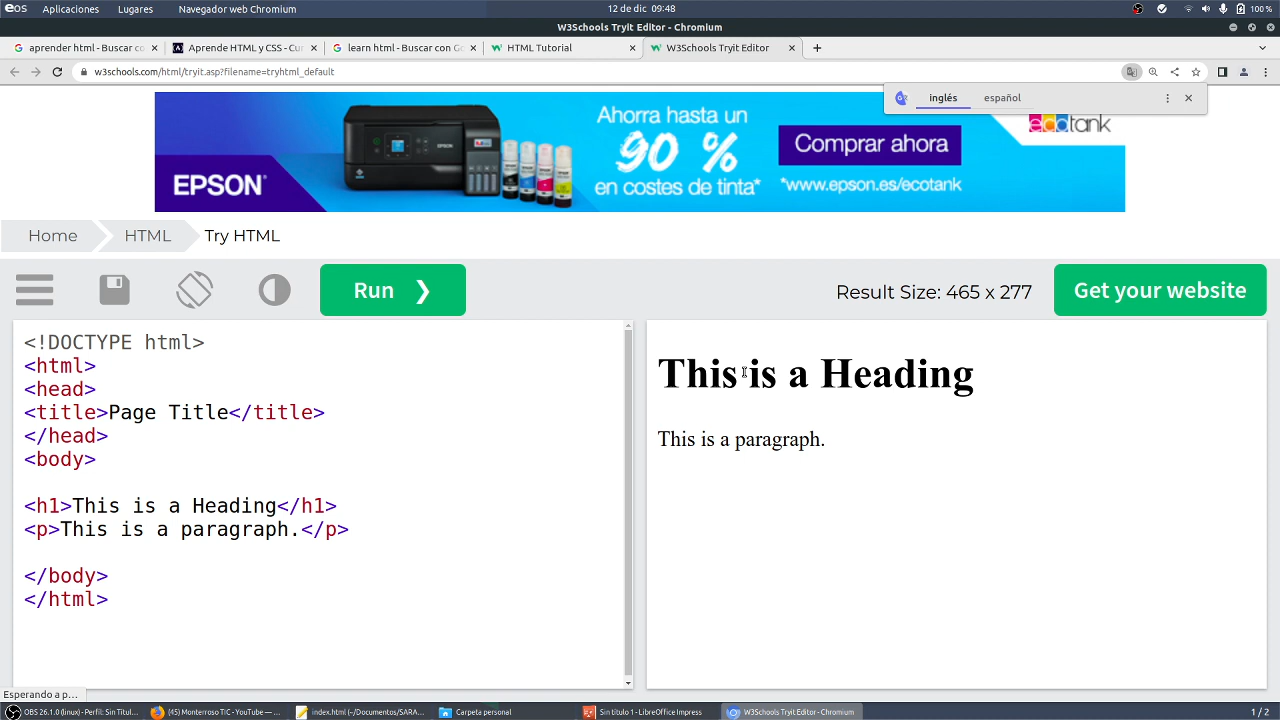 Aplicaciones Lugares Navegador web Chromium 12 de dic 09:48 100 %
W3Schools Tryit Editor - Chromium
aprender html - Buscar co Aprende HTML y CSS - Cur learn html - Buscar con Go HTML Tutorial W3Schools Tryit Editor
w3schools.com/html/tryit.asp?filename=tryhtml_default
inglés español
Ahorra hasta un
90 %
en costes de tinta*
EPSON
Comprar ahora
*www.epson.es/ecotank
ecotank
Home HTML Try HTML
Run ❯ Result Size: 465 x 277 Get your website
<!DOCTYPE html>
<html>
<head>
<title>Page Title</title>
</head>
<body>
<h1>This is a Heading</h1>
<p>This is a paragraph.</p>
</body>
</html>
This is a Heading
This is a paragraph.
Esperando a p...
OBS 26.1.0 (linux) - Perfil: Sin Títul... (45) Monterroso TIC - YouTube — ... index.html (~/Documentos/SARA... Carpeta personal Sin título 1 - LibreOffice Impress W3Schools Tryit Editor - Chromium 1 / 2